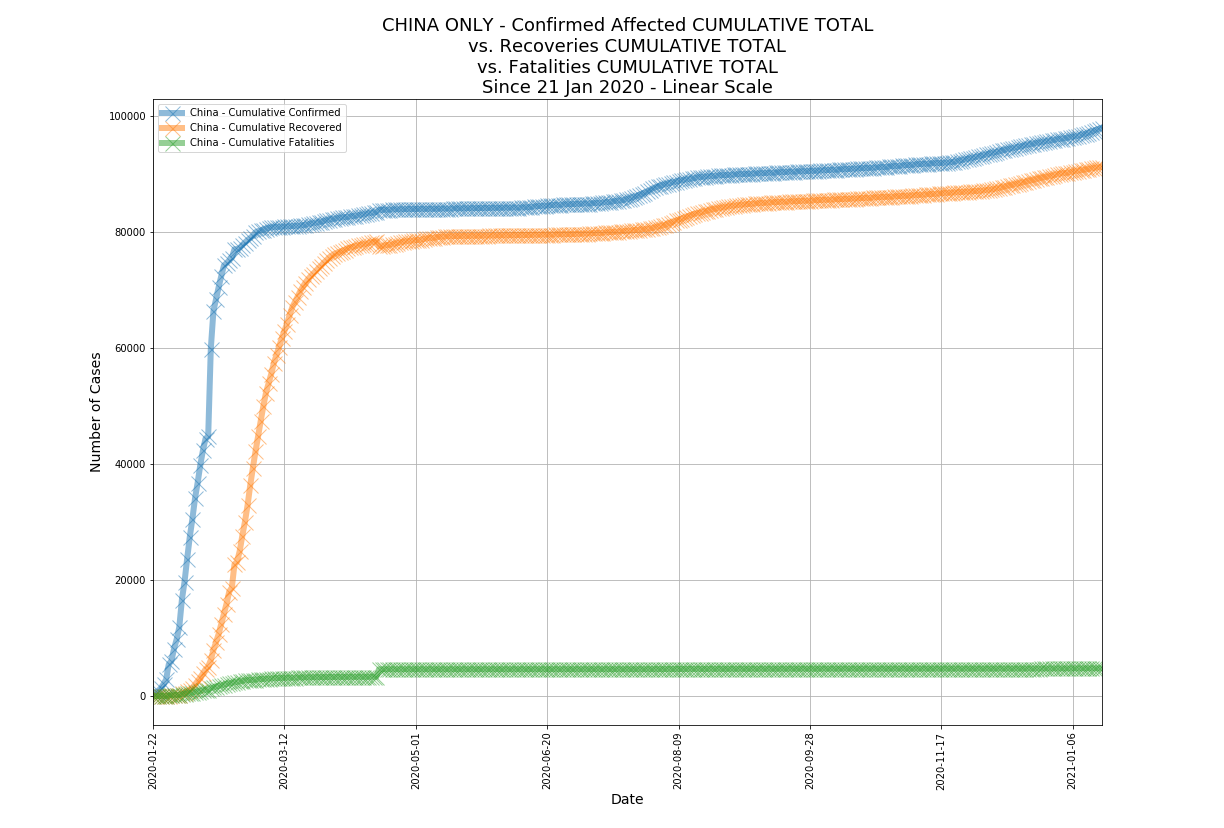 CHINA ONLY - Confirmed Affected CUMULATIVE TOTAL
vs. Recoveries CUMULATIVE TOTAL
vs. Fatalities CUMULATIVE TOTAL
Since 21 Jan 2020 - Linear Scale
China - Cumulative Confirmed
China - Cumulative Recovered
China - Cumulative Fatalities
Number of Cases
100000
80000
60000
40000
20000
0
2020-01-22
2020-03-12
2020-05-01
2020-06-20
2020-08-09
2020-09-28
2020-11-17
2021-01-06
Date